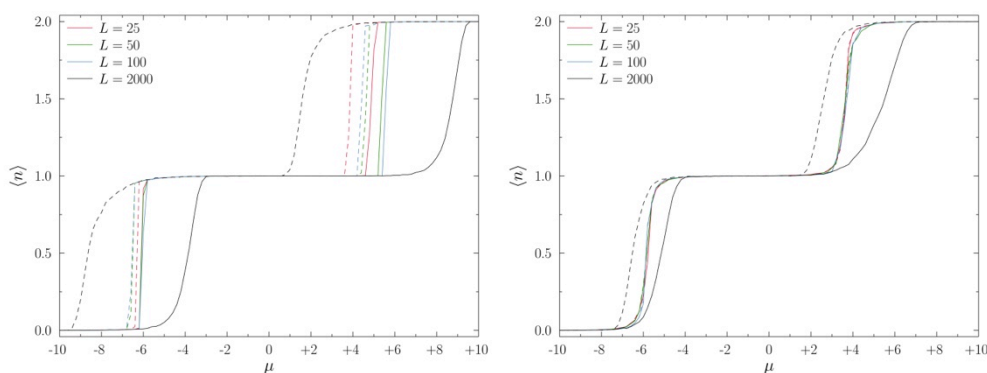 2.0
1.5
⟨n⟩ 1.0
0.5
0.0
L = 25
L = 50
L = 100
L = 2000
-10 -8 -6 -4 -2 0 +2 +4 +6 +8 +10
μ
2.0
1.5
⟨n⟩ 1.0
0.5
0.0
L = 25
L = 50
L = 100
L = 2000
-10 -8 -6 -4 -2 0 +2 +4 +6 +8 +10
μ